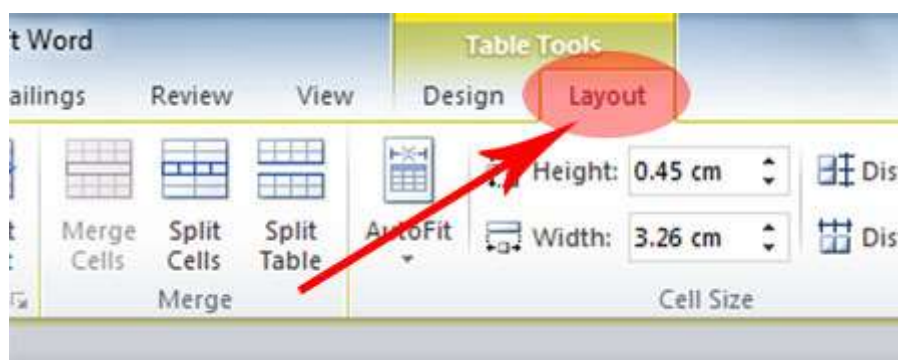 t Word
Table Tools
ailings Review View Design Layout
Merge Cells
Split Cells
Split Table
AutoFit
Height: 0.45 cm
Width: 3.26 cm
Dis
Dis
Merge
Cell Size